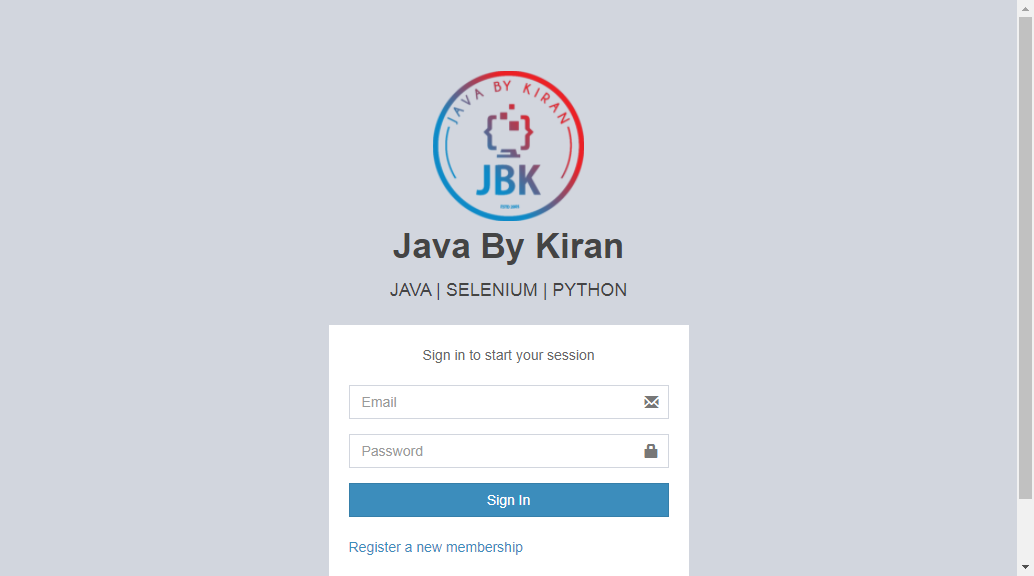 JAVA BY KIRAN
JBK
Java By Kiran
JAVA | SELENIUM | PYTHON
Sign in to start your session
Email
Password
Sign In
Register a new membership